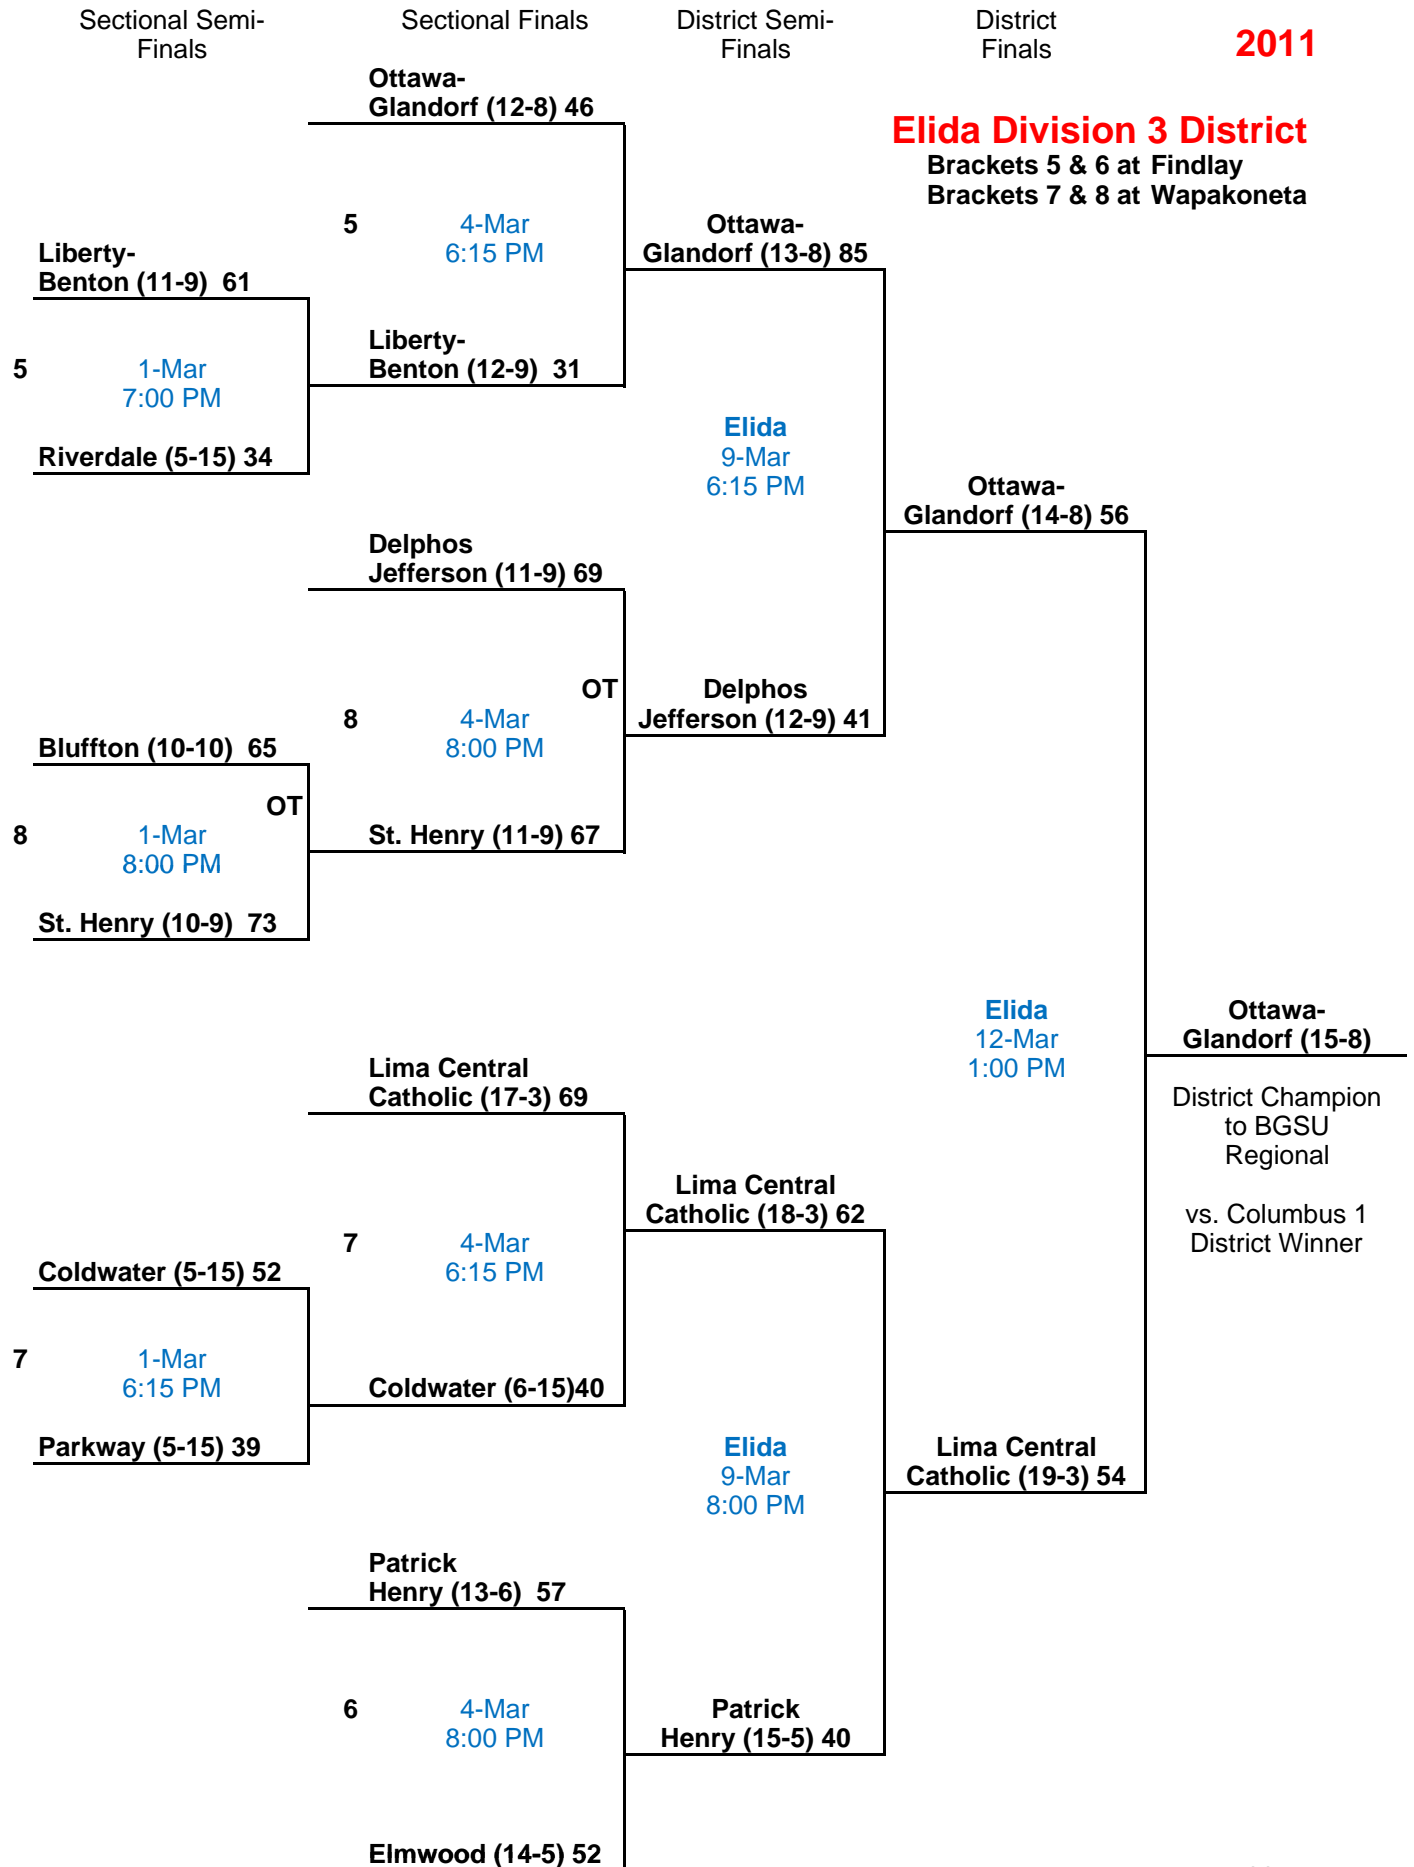 Sectional Semi-
Finals
Sectional Finals
District Semi-
Finals
District
Finals
2011
Elida Division 3 District
Brackets 5 & 6 at Findlay
Brackets 7 & 8 at Wapakoneta
Ottawa-
Glandorf (12-8) 46
5
4-Mar
6:15 PM
Ottawa-
Glandorf (13-8) 85
Liberty-
Benton (11-9) 61
Liberty-
Benton (12-9) 31
5
1-Mar
7:00 PM
Riverdale (5-15) 34
Elida
9-Mar
6:15 PM
Ottawa-
Glandorf (14-8) 56
Delphos
Jefferson (11-9) 69
OT
8
4-Mar
8:00 PM
Delphos
Jefferson (12-9) 41
Bluffton (10-10) 65
OT
8
1-Mar
8:00 PM
St. Henry (11-9) 67
St. Henry (10-9) 73
Elida
12-Mar
1:00 PM
Ottawa-
Glandorf (15-8)
District Champion
to BGSU
Regional
vs. Columbus 1
District Winner
Lima Central
Catholic (17-3) 69
Lima Central
Catholic (18-3) 62
7
4-Mar
6:15 PM
Coldwater (5-15) 52
7
1-Mar
6:15 PM
Coldwater (6-15)40
Parkway (5-15) 39
Elida
9-Mar
8:00 PM
Lima Central
Catholic (19-3) 54
Patrick
Henry (13-6) 57
6
4-Mar
8:00 PM
Patrick
Henry (15-5) 40
Elmwood (14-5) 52